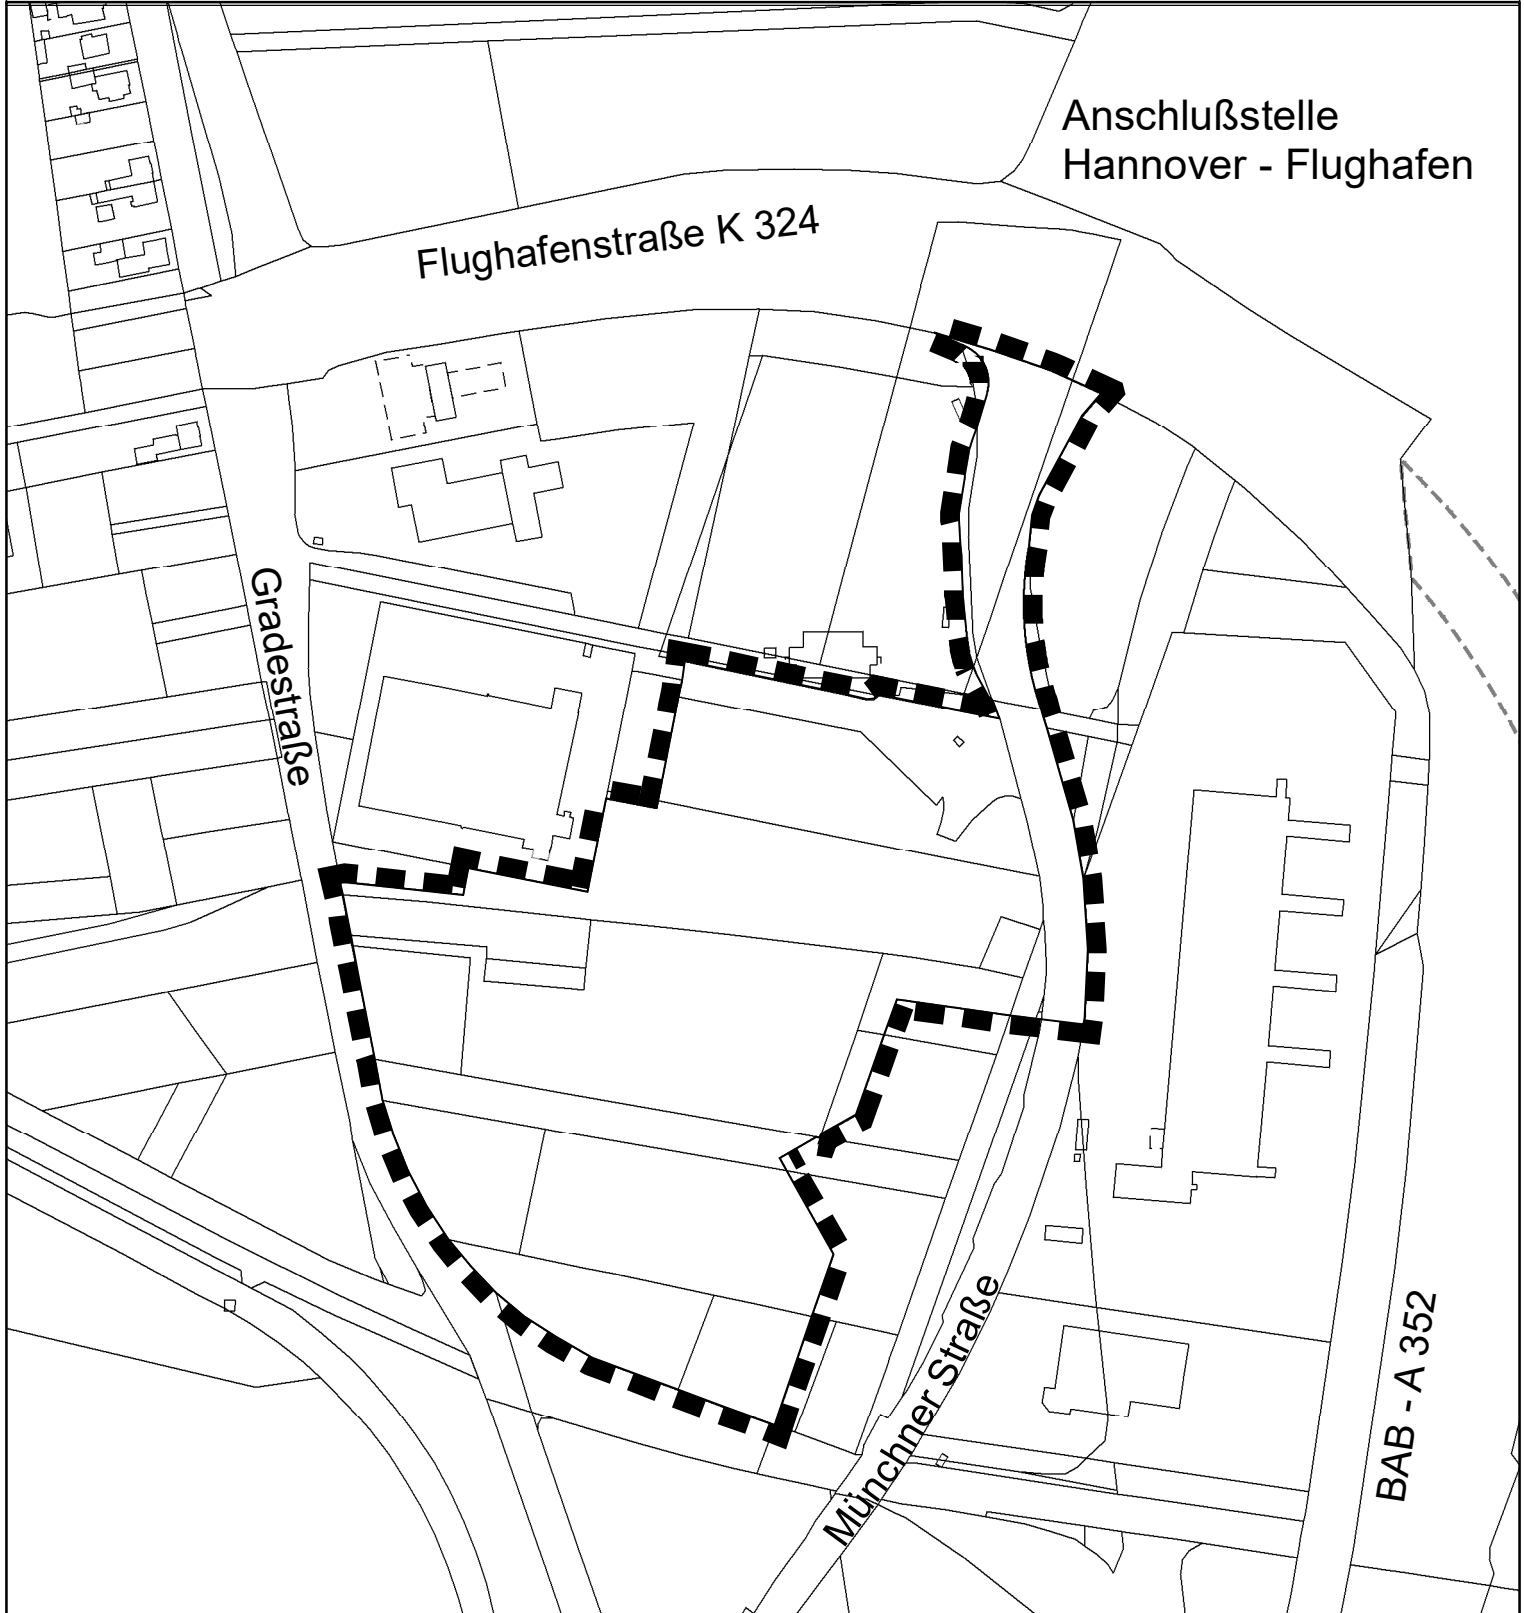 Anschlußstelle
Hannover - Flughafen
Flughafenstraße K 324
Gradestraße
Münchner Straße
BAB - A 352